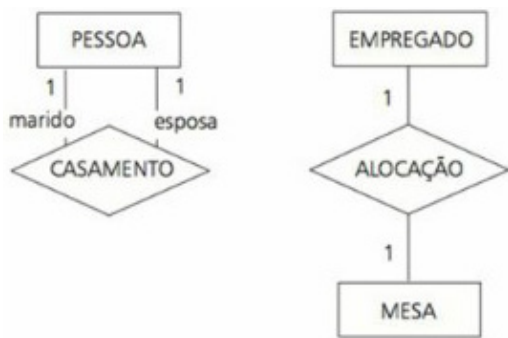 PESSOA
1 1
marido esposa
CASAMENTO
EMPREGADO
1
ALOCAÇÃO
1
MESA